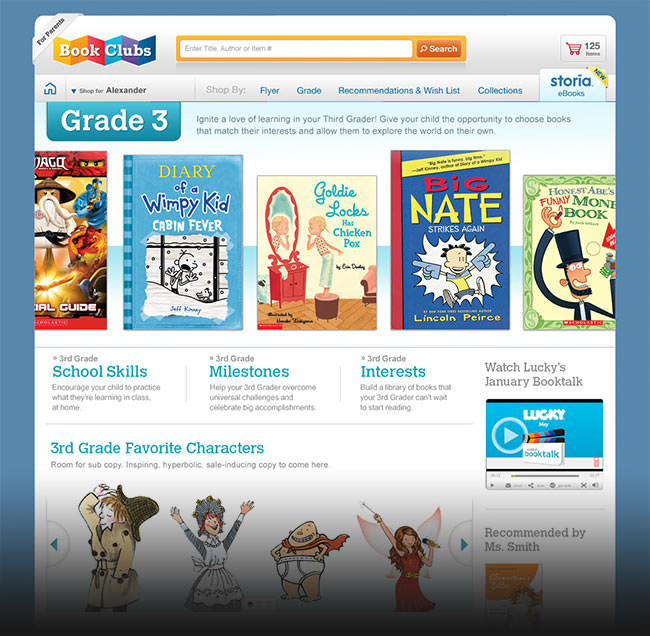 For Parents
Book Clubs
Enter Title, Author or Item #
Search
125
Items
Shop for Alexander
Shop By:
Flyer
Grade
Recommendations & Wish List
Collections
storia
eBooks
NEW
Grade 3
Ignite a love of learning in your Third Grader! Give your child the opportunity to choose books
that match their interests and allow them to explore the world on their own.
JAGO
IAL GUIDE
SCHOLASTIC
DIARY
of a
Wimpy Kid
CABIN FEVER
Jeff Kinney
Goldie
Locks
Has
Chicken
Pox
by Erin Dealey
Illustrated by
Hanako Wakiyama
SCHOLASTIC
"Big Nate is funny, big time."
—Jeff Kinney, author of Diary of a Wimpy Kid
BIG
NATE
STRIKES AGAIN
Lincoln Peirce
HONEST ABE'S
FUNNY MONE
BOOK
SCHOLASTIC
» 3rd Grade
School Skills
Encourage your child to practice
what they're learning in class,
at home.
» 3rd Grade
Milestones
Help your 3rd Grader overcome
universal challenges and
celebrate big accomplishments.
» 3rd Grade
Interests
Build a library of books that
your 3rd Grader can't wait
to start reading.
Watch Lucky's
January Booktalk
LUCKY
May
booktalk
3rd Grade Favorite Characters
Room for sub copy. Inspiring, hyperbolic, sale-inducing copy to come here.
Recommended by
Ms. Smith